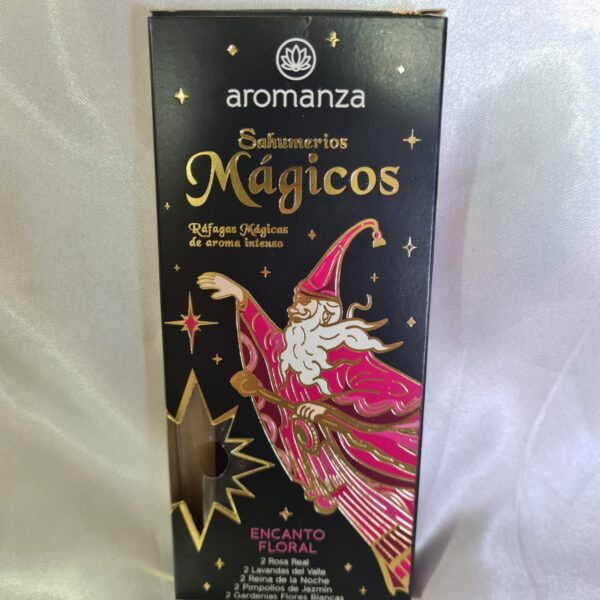 aromanza
Sahumerios
Mágicos
Ráfagas Mágicas
de aroma intenso
ENCANTO
FLORAL
2 Rosa Real
2 Lavandas del Valle
2 Reina de la Noche
2 Pimpollos de Jazmín
2 Gardenias Flores Blancas